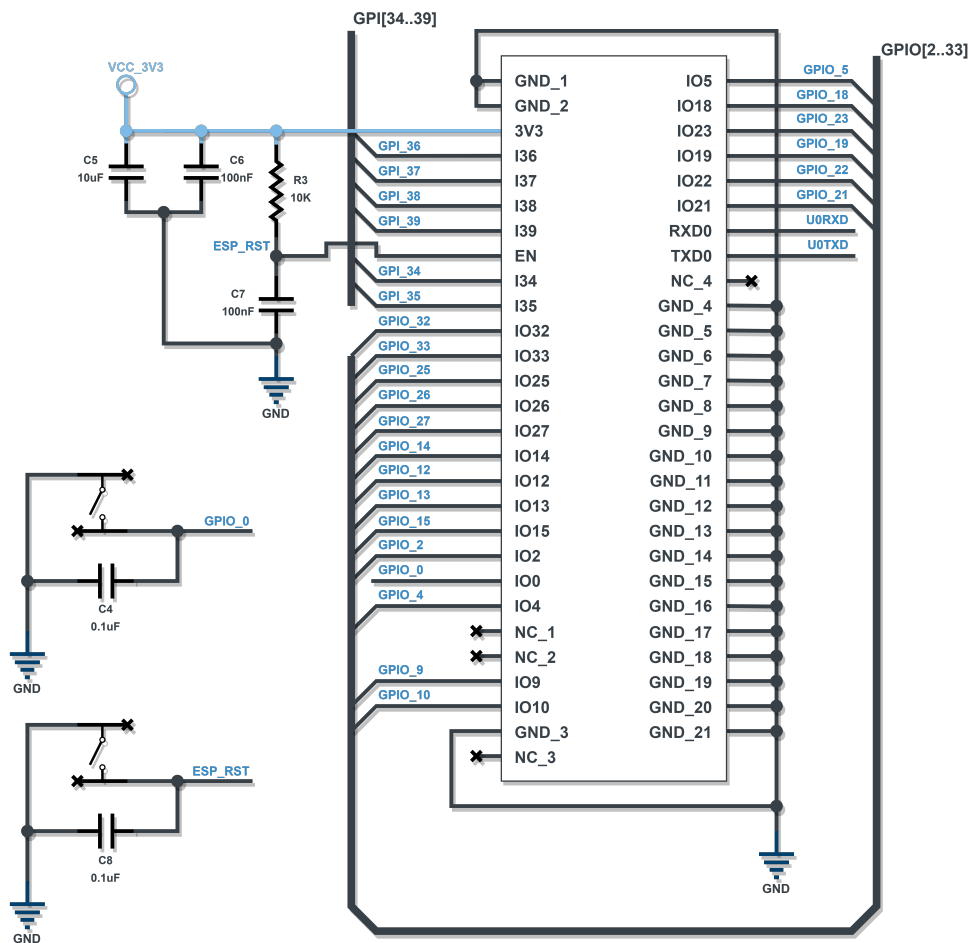 GPI[34..39]
GPIO[2..33]
VCC_3V3
C5
10uF
C6
100nF
R3
10K
ESP_RST
C7
100nF
GND
GPI_36
GPI_37
GPI_38
GPI_39
GPI_34
GPI_35
GPIO_32
GPIO_33
GPIO_25
GPIO_26
GPIO_27
GPIO_14
GPIO_12
GPIO_13
GPIO_15
GPIO_2
GPIO_0
GPIO_4
GPIO_9
GPIO_10
GND_1
GND_2
3V3
I36
I37
I38
I39
EN
I34
I35
IO32
IO33
IO25
IO26
IO27
IO14
IO12
IO13
IO15
IO2
IO0
IO4
NC_1
NC_2
IO9
IO10
GND_3
NC_3
IO5
IO18
IO23
IO19
IO22
IO21
RXD0
TXD0
NC_4
GND_4
GND_5
GND_6
GND_7
GND_8
GND_9
GND_10
GND_11
GND_12
GND_13
GND_14
GND_15
GND_16
GND_17
GND_18
GND_19
GND_20
GND_21
GPIO_5
GPIO_18
GPIO_23
GPIO_19
GPIO_22
GPIO_21
U0RXD
U0TXD
GND
GPIO_0
C4
0.1uF
GND
ESP_RST
C8
0.1uF
GND